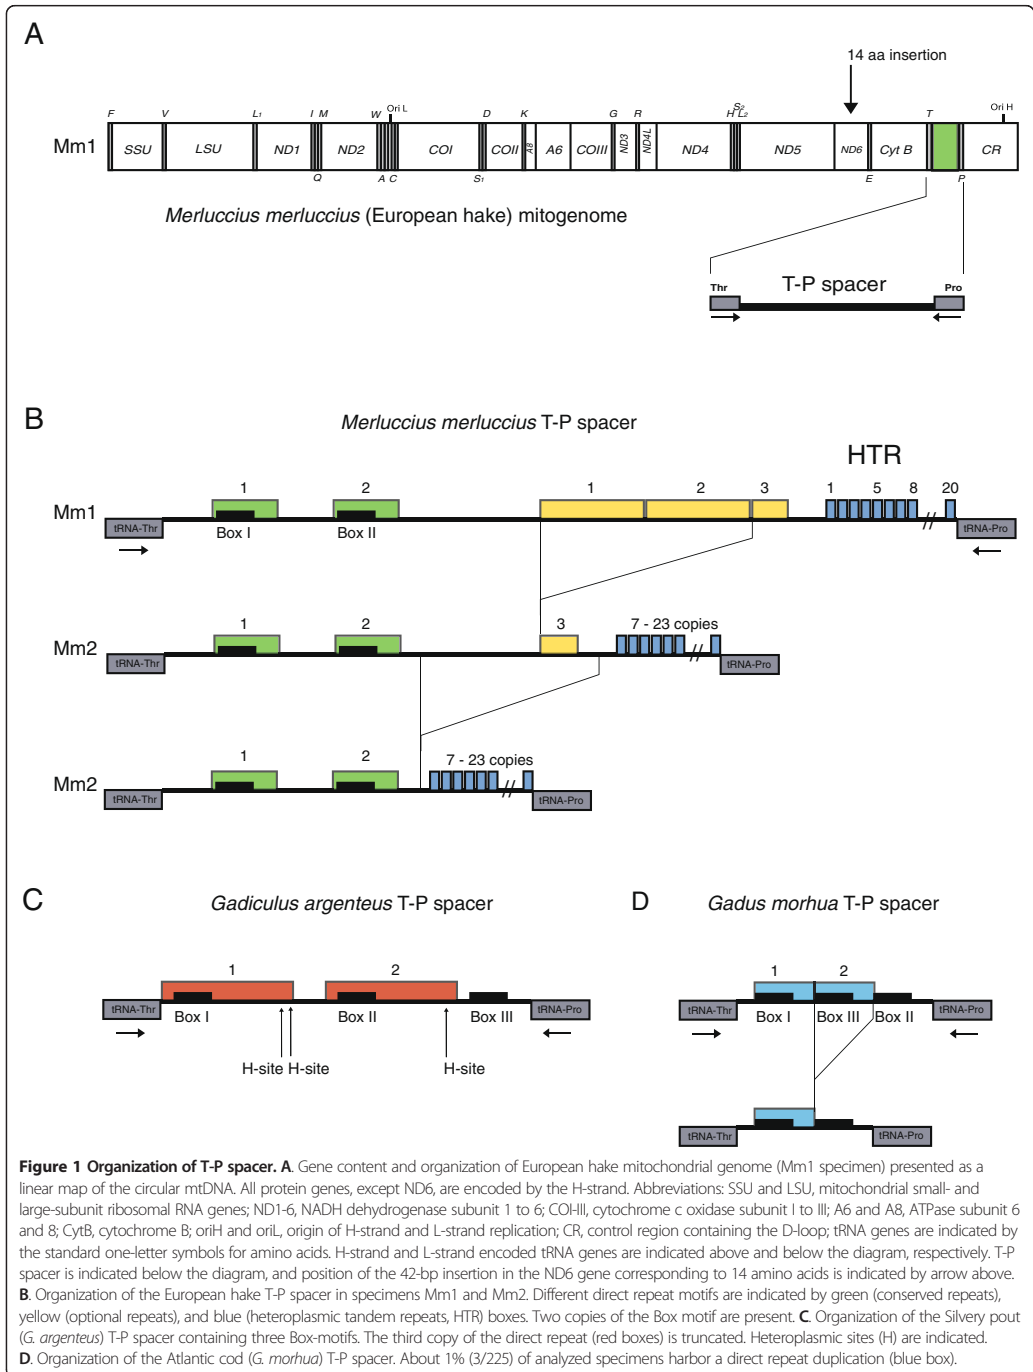 A
14 aa insertion
F V L1 I M W Ori L D K G R H S2 L2 T Ori H
Mm1 SSU LSU ND1 ND2 COI COII A8 A6 COIII ND3 ND4L ND4 ND5 ND6 Cyt B CR
Q A C S1 E P
Merluccius merluccius (European hake) mitogenome
Thr T-P spacer Pro
B
Merluccius merluccius T-P spacer
HTR
1 2 1 2 3 1 5 8 20
Mm1
tRNA-Thr Box I Box II // tRNA-Pro
1 2 3 7 - 23 copies
Mm2
tRNA-Thr // tRNA-Pro
1 2 7 - 23 copies
Mm2
tRNA-Thr // tRNA-Pro
C
Gadiculus argenteus T-P spacer
1 2
tRNA-Thr Box I Box II Box III tRNA-Pro
H-site H-site H-site
D
Gadus morhua T-P spacer
1 2
tRNA-Thr Box I Box III Box II tRNA-Pro
tRNA-Thr tRNA-Pro
Figure 1 Organization of T-P spacer. A. Gene content and organization of European hake mitochondrial genome (Mm1 specimen) presented as a
linear map of the circular mtDNA. All protein genes, except ND6, are encoded by the H-strand. Abbreviations: SSU and LSU, mitochondrial small- and
large-subunit ribosomal RNA genes; ND1-6, NADH dehydrogenase subunit 1 to 6; COI-III, cytochrome c oxidase subunit I to III; A6 and A8, ATPase subunit 6
and 8; CytB, cytochrome B; oriH and oriL, origin of H-strand and L-strand replication; CR, control region containing the D-loop; tRNA genes are indicated by
the standard one-letter symbols for amino acids. H-strand and L-strand encoded tRNA genes are indicated above and below the diagram, respectively. T-P
spacer is indicated below the diagram, and position of the 42-bp insertion in the ND6 gene corresponding to 14 amino acids is indicated by arrow above.
B. Organization of the European hake T-P spacer in specimens Mm1 and Mm2. Different direct repeat motifs are indicated by green (conserved repeats),
yellow (optional repeats), and blue (heteroplasmic tandem repeats, HTR) boxes. Two copies of the Box motif are present. C. Organization of the Silvery pout
(G. argenteus) T-P spacer containing three Box-motifs. The third copy of the direct repeat (red boxes) is truncated. Heteroplasmic sites (H) are indicated.
D. Organization of the Atlantic cod (G. morhua) T-P spacer. About 1% (3/225) of analyzed specimens harbor a direct repeat duplication (blue box).